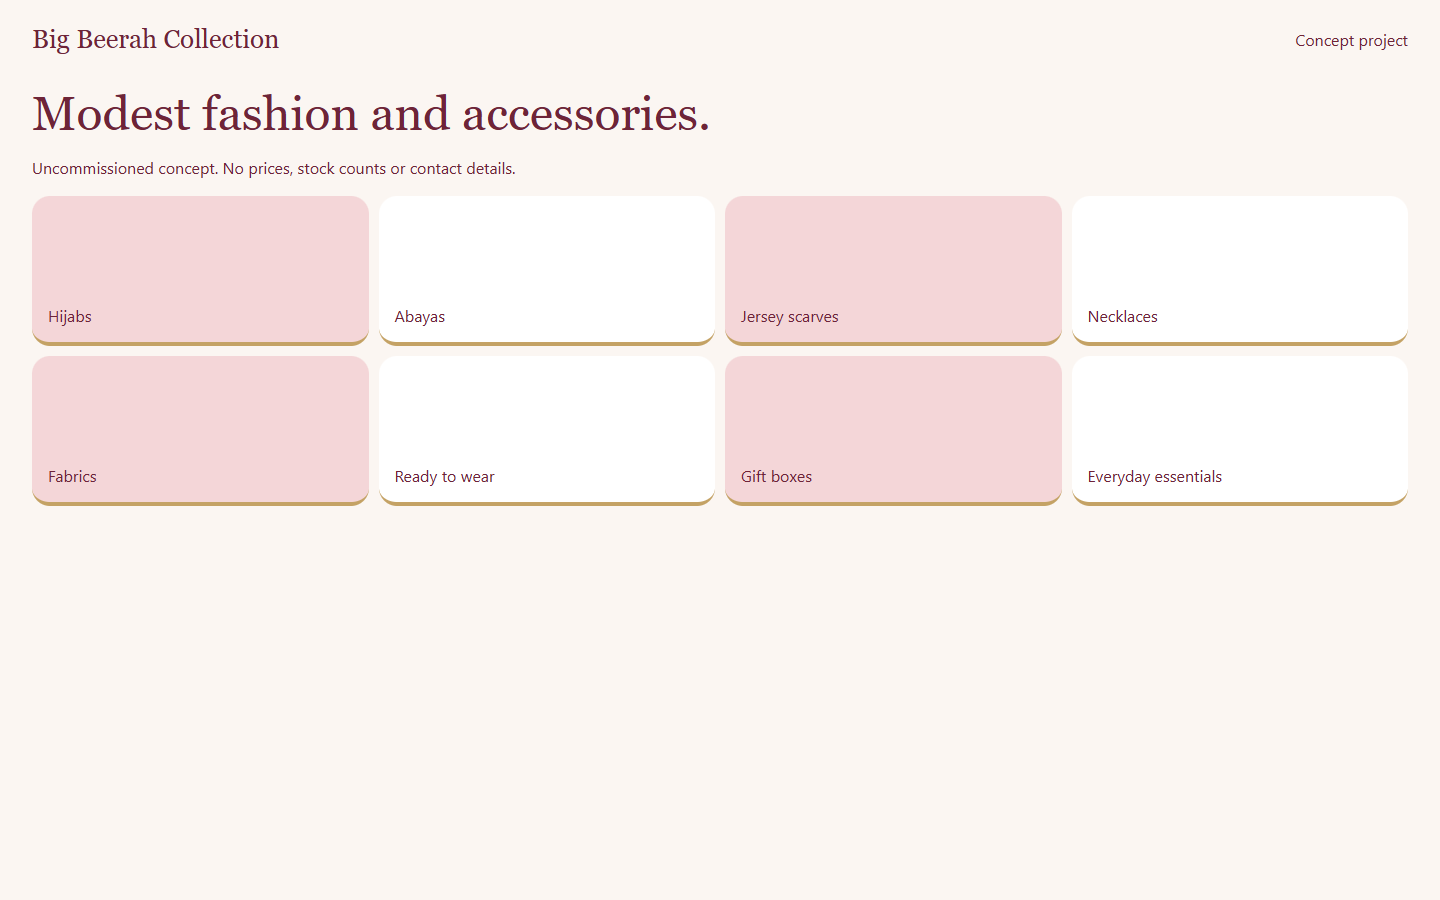 Big Beerah Collection
Concept project
Modest fashion and accessories.
Uncommissioned concept. No prices, stock counts or contact details.
Hijabs
Abayas
Jersey scarves
Necklaces
Fabrics
Ready to wear
Gift boxes
Everyday essentials